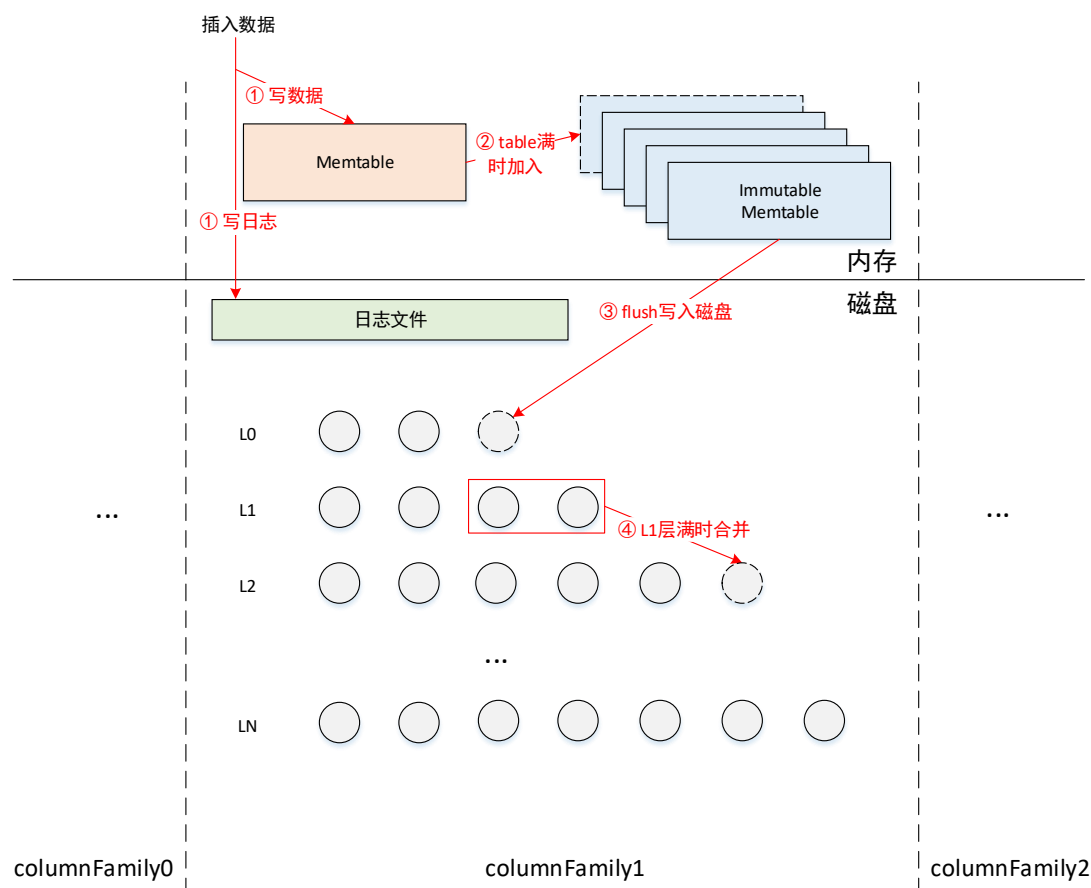 插入数据
① 写数据
② table满
时加入
Memtable
Immutable
Memtable
① 写日志
内存
磁盘
日志文件
③ flush写入磁盘
L0
L1
...
...
④ L1层满时合并
L2
...
LN
columnFamily0
columnFamily1
columnFamily2